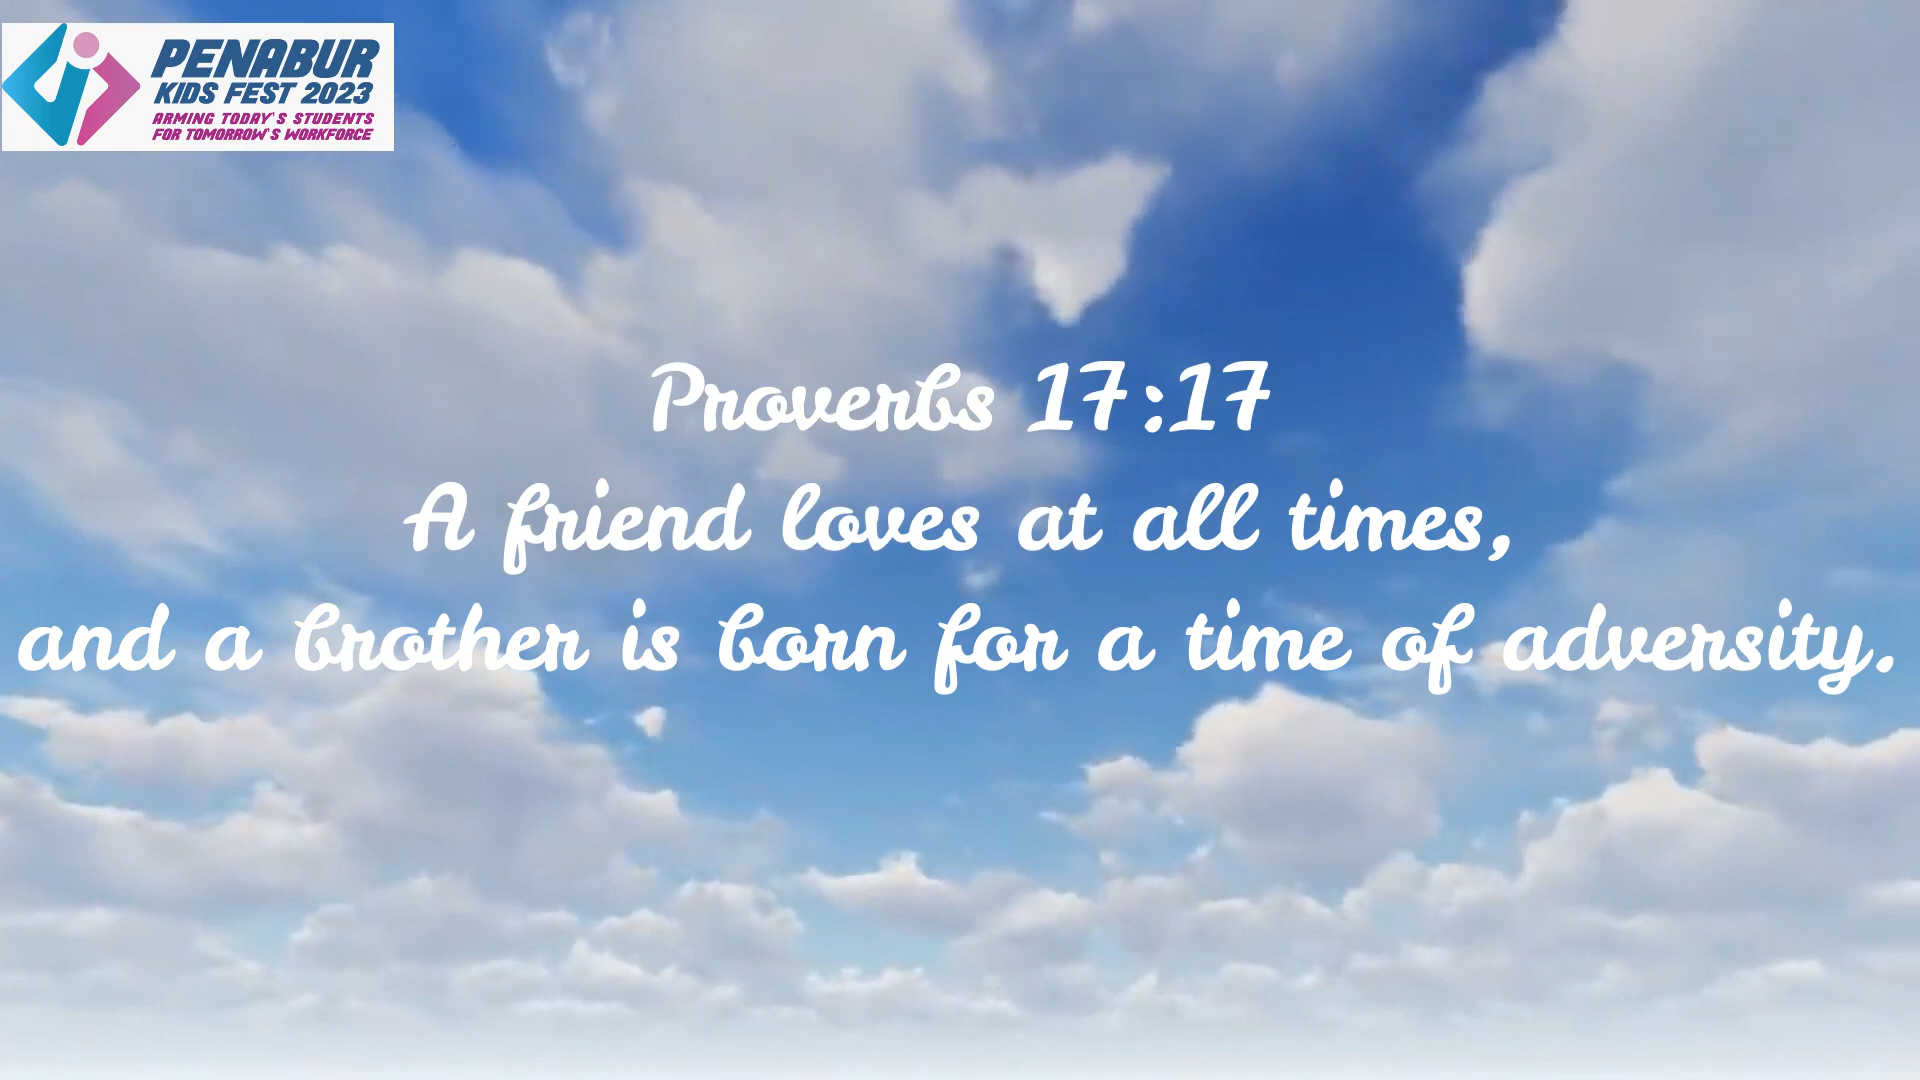 PENABUR
KIDS FEST 2023
ARMING TODAY'S STUDENTS
FOR TOMORROW'S WORKFORCE
Proverbs 17:17
A friend loves at all times,
and a brother is born for a time of adversity.